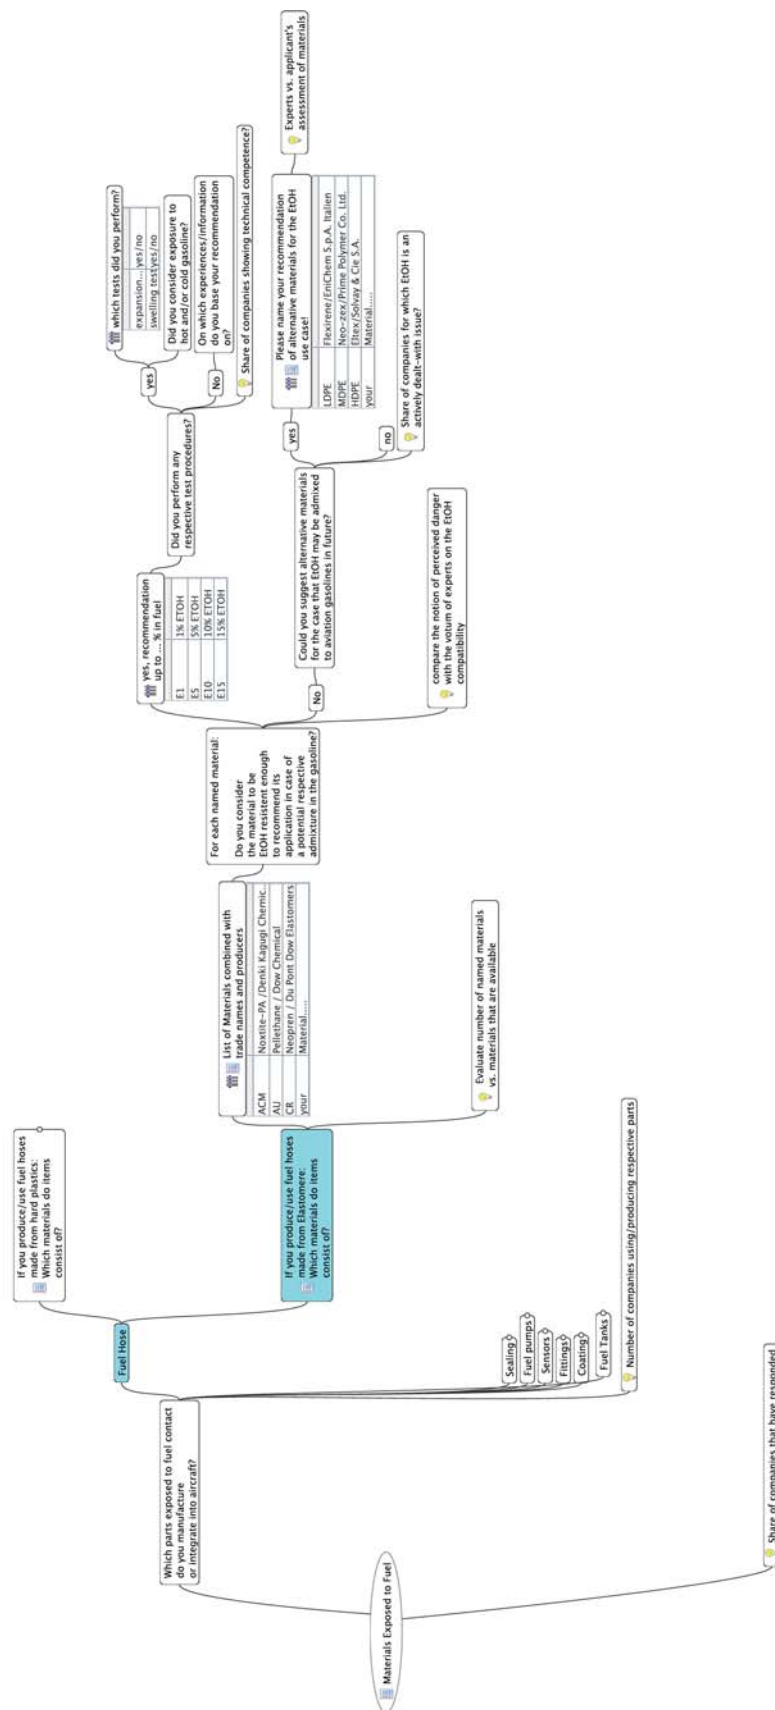 Materials Exposed to Fuel
Which parts exposed to fuel contact
do you manufacture
or integrate into aircraft?
Share of companies that have responded
Fuel Hose
Sealing
Fuel pumps
Sensors
Fittings
Coating
Fuel Tanks
Number of companies using/producing respective parts
If you produce/use fuel hoses
made from hard plastics:
Which materials do items
consist of?
If you produce/use fuel hoses
made from Elastomere:
Which materials do items
consist of?
List of Materials combined with
trade names and producers
ACM Noxtite-PA /Denki Kagugi Chemic...
AU Pellethane / Dow Chemical
CR Neopren / Du Pont Dow Elastomers
your Material.....
Evaluate number of named materials
vs. materials that are available
For each named material:
Do you consider
the material to be
EtOH resistent enough
to recommend its
application in case of
a potential respective
admixture in the gasoline?
yes, recommendation
up to ... % in fuel
E1 1% ETOH
E5 5% ETOH
E10 10% ETOH
E15 15% ETOH
No
compare the notion of perceived danger
with the votum of experts on the EtOH
compatibility
Did you perform any
respective test procedures?
yes
which tests did you perform?
expansion... yes/no
swelling test yes/no
Did you consider exposure to
hot and/or cold gasoline?
No
On which experiences/information
do you base your recommendation
on?
Share of companies showing technical competence?
Could you suggest alternative materials
for the case that EtOH may be admixed
to aviation gasolines in future?
yes
Please name your recommendation
of alternative materials for the EtOH
use case!
LDPE Flexirene/EniChem S.p.A. Italien
MDPE Neo-zex/Prime Polymer Co. Ltd.
HDPE Eltex/Solvay & Cie S.A.
your Material.....
Experts vs. applicant's
assessment of materials
no
Share of companies for which EtOH is an
actively dealt-with issue?